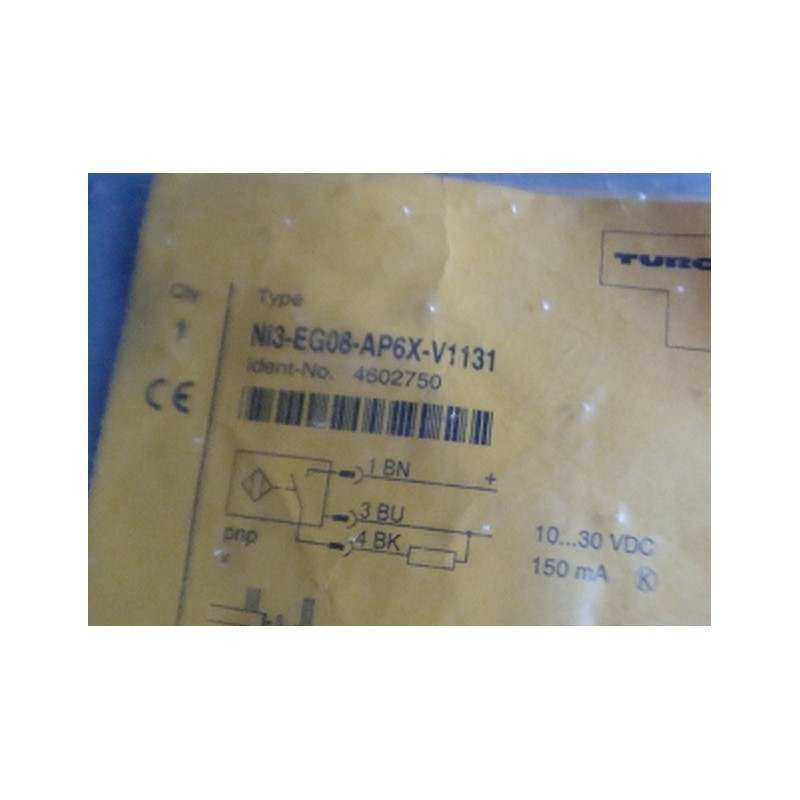 TURC
Qty
Type
1
NI3-EG08-AP6X-V1131
Ident-No. 4602750
CE
1 BN
+
3 BU
-
pnp
4 BK
10...30 VDC
150 mA K